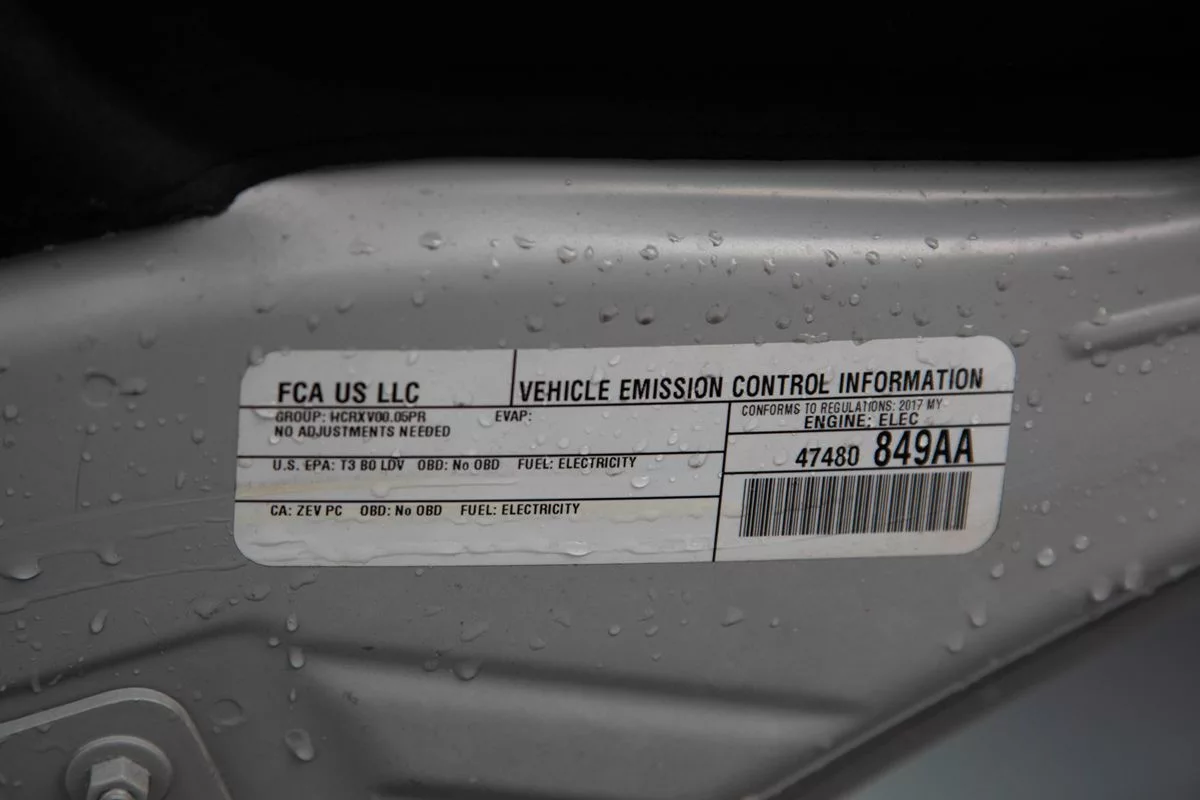 FCA US LLC
VEHICLE EMISSION CONTROL INFORMATION
GROUP: HCRXV00.05PR EVAP:
NO ADJUSTMENTS NEEDED
CONFORMS TO REGULATIONS: 2017 MY
ENGINE: ELEC
U.S. EPA: T3 B0 LDV OBD: No OBD FUEL: ELECTRICITY
47480 849AA
CA: ZEV PC OBD: No OBD FUEL: ELECTRICITY